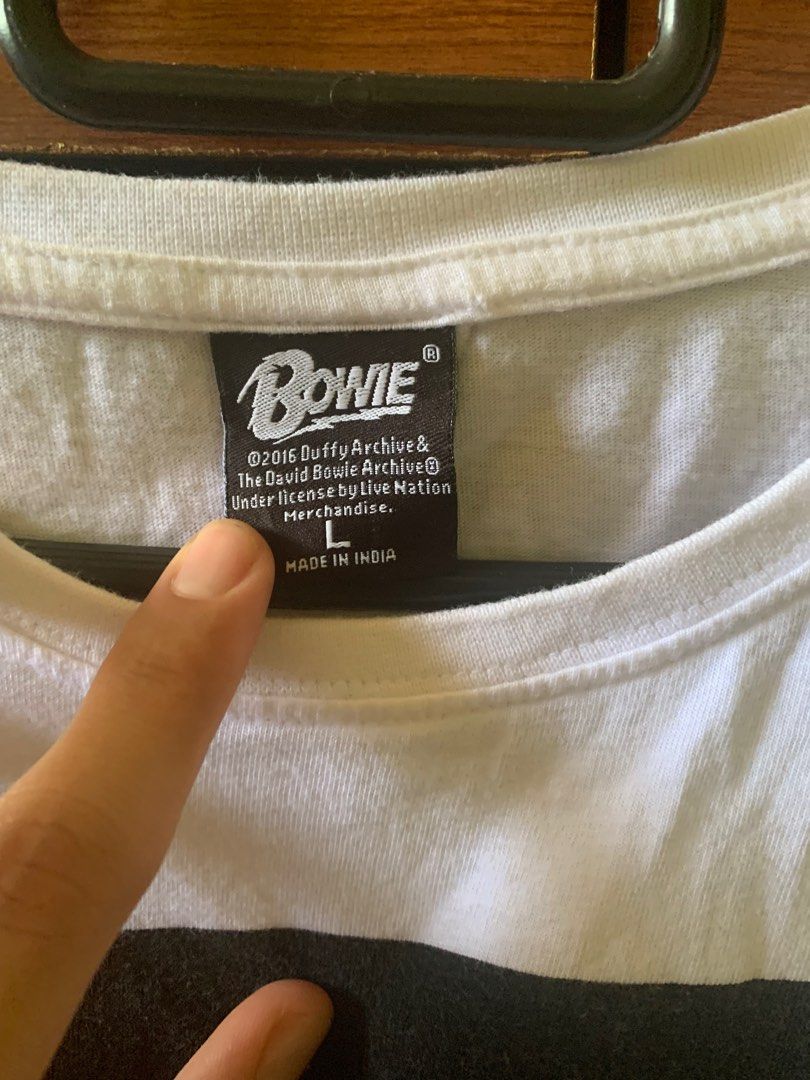 BOWIE®
©2016 Duffy Archive &
The David Bowie Archive®
Under license by Live Nation
Merchandise.
L
MADE IN INDIA